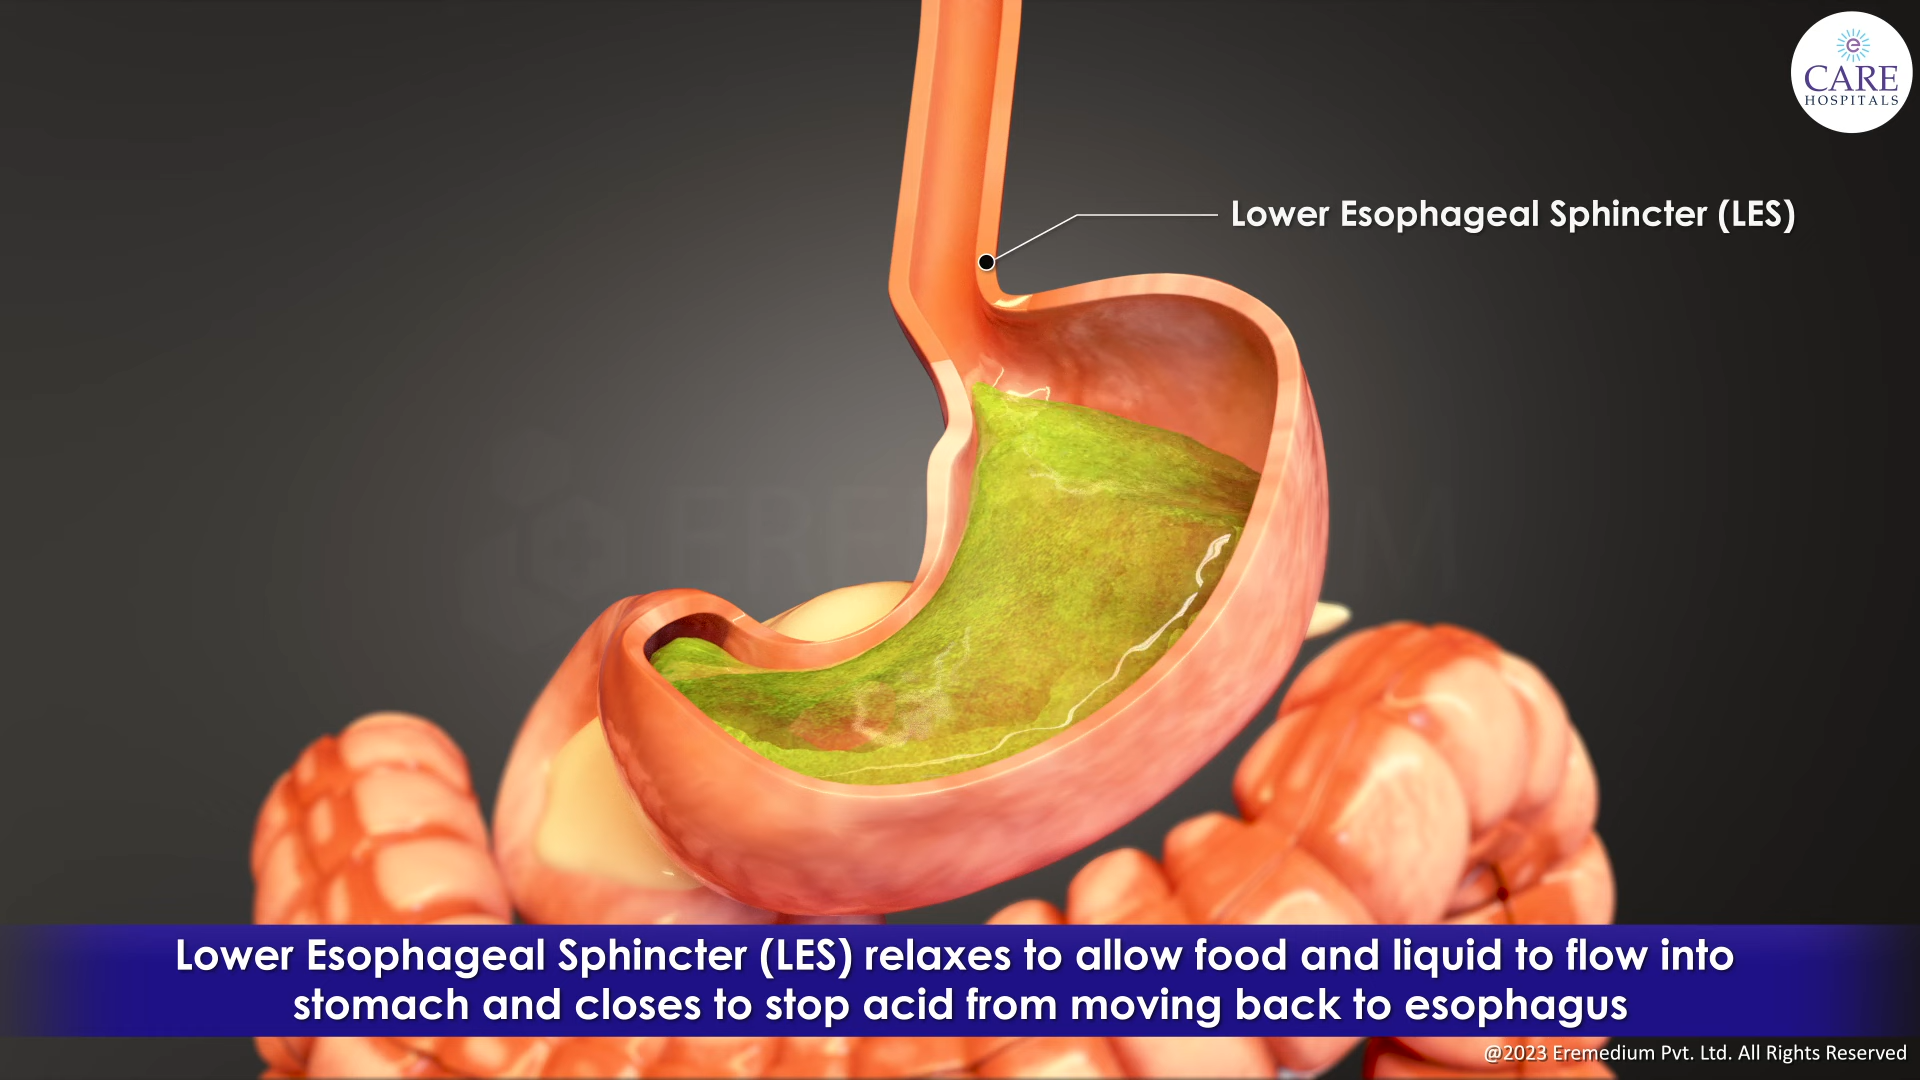 e
CARE
HOSPITALS
Lower Esophageal Sphincter (LES)
Lower Esophageal Sphincter (LES) relaxes to allow food and liquid to flow into
stomach and closes to stop acid from moving back to esophagus
@2023 Eremedium Pvt. Ltd. All Rights Reserved